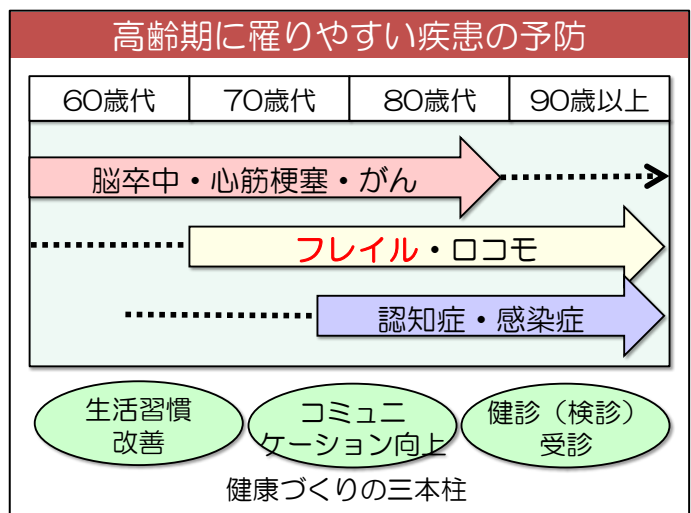 高齢期に罹りやすい疾患の予防
60歳代 70歳代 80歳代 90歳以上
脳卒中・心筋梗塞・がん
フレイル・ロコモ
認知症・感染症
生活習慣
改善
コミュニ
ケーション向上
健診（検診）
受診
健康づくりの三本柱